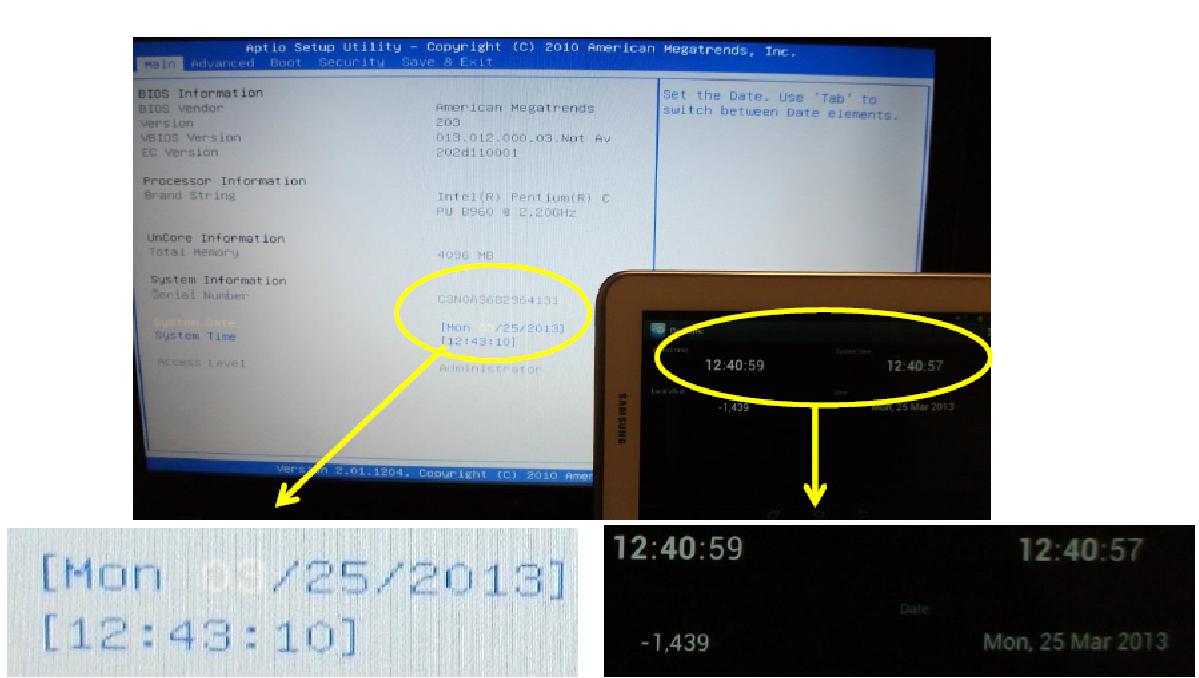 Aptio Setup Utility – Copyright (C) 2010 American Megatrends, Inc.
Main Advanced Boot Security Save & Exit
BIOS Information
BIOS Vendor American Megatrends
Version 203
VBIOS Version 013.012.000.03.Not Av
EC Version 202d110001
Processor Information
Brand String Intel(R) Pentium(R) C
PU B960 @ 2.20GHz
UnCore Information
Total Memory 4096 MB
System Information
Serial Number C3N0AS682964131
System Date [Mon 03/25/2013]
System Time [12:43:10]
Access Level Administrator
Set the Date. Use 'Tab' to
switch between Date elements.
Version 2.01.1204. Copyright (C) 2010 Amer
SAMSUNG
12:40:59 12:40:57
-1,439 Mon, 25 Mar 2013
[Mon 03/25/2013]
[12:43:10]
12:40:59 12:40:57
Date
-1,439 Mon, 25 Mar 2013